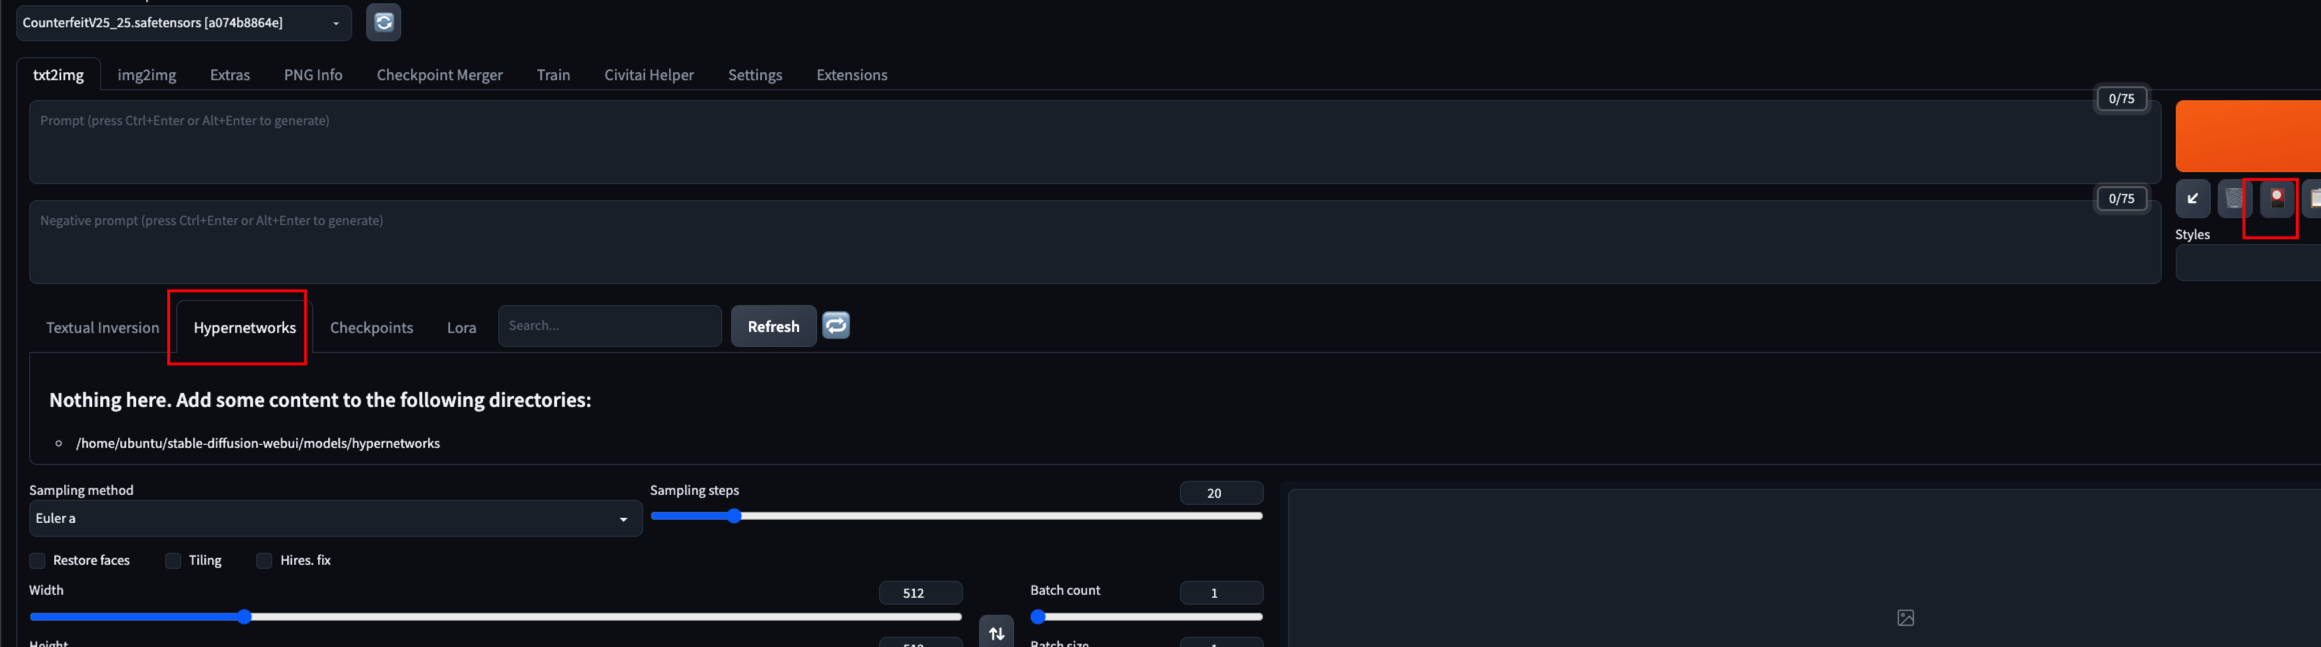 CounterfeitV25_25.safetensors [a074b8864e]
txt2img img2img Extras PNG Info Checkpoint Merger Train Civitai Helper Settings Extensions
0/75
Prompt (press Ctrl+Enter or Alt+Enter to generate)
0/75
Negative prompt (press Ctrl+Enter or Alt+Enter to generate)
Styles
Textual Inversion Hypernetworks Checkpoints Lora Search... Refresh
Nothing here. Add some content to the following directories:
/home/ubuntu/stable-diffusion-webui/models/hypernetworks
Sampling method Sampling steps 20
Euler a
Restore faces Tiling Hires. fix
Width 512 Batch count 1
Height 512 Batch size